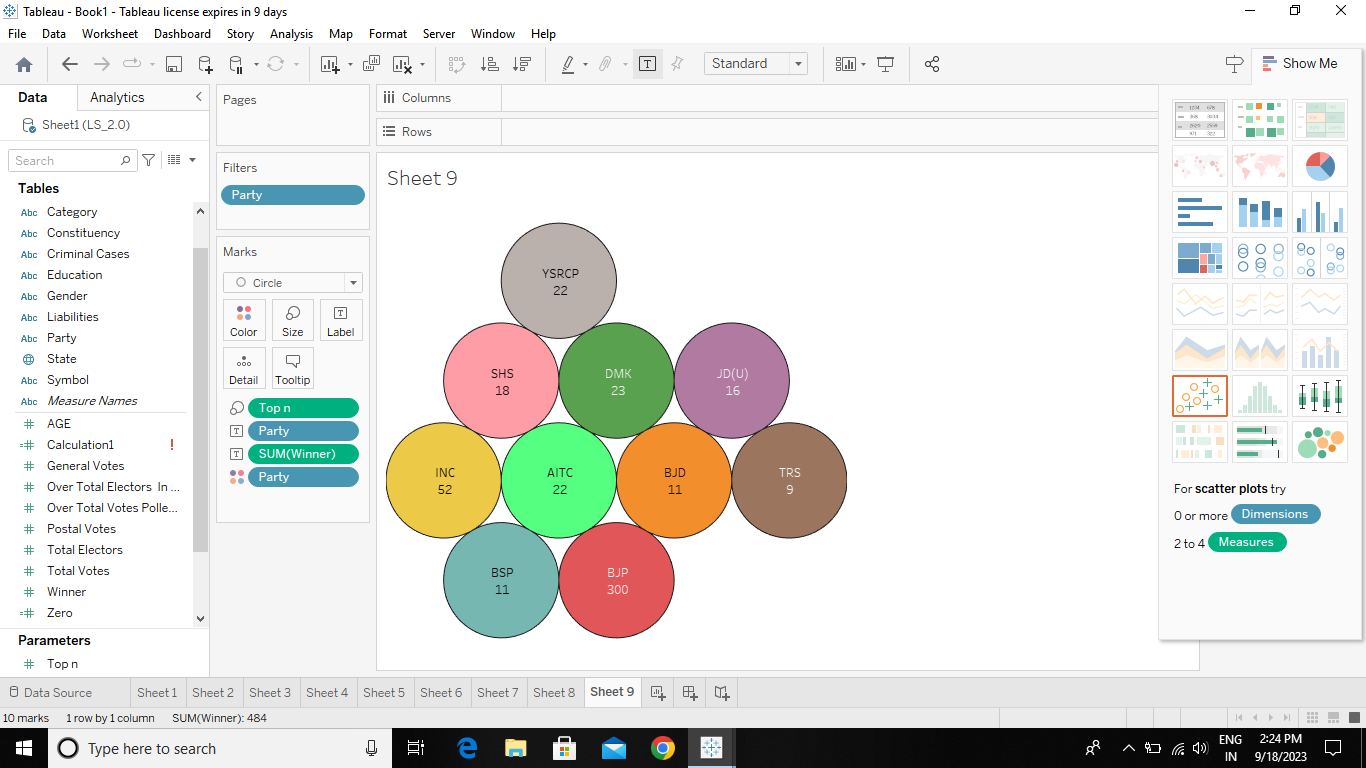 Tableau - Book1 - Tableau license expires in 9 days
File Data Worksheet Dashboard Story Analysis Map Format Server Window Help
Standard
Show Me
Data Analytics
Sheet1 (LS_2.0)
Search
Tables
Abc Category
Abc Constituency
Abc Criminal Cases
Abc Education
Abc Gender
Abc Liabilities
Abc Party
State
Abc Symbol
Abc Measure Names
AGE
Calculation1 !
General Votes
Over Total Electors In ...
Over Total Votes Polle...
Postal Votes
Total Electors
Total Votes
Winner
Zero
Parameters
Top n
Pages
Filters
Party
Marks
Circle
Color Size Label
Detail Tooltip
Top n
Party
SUM(Winner)
Party
Columns
Rows
Sheet 9
YSRCP
22
SHS
18
DMK
23
JD(U)
16
INC
52
AITC
22
BJD
11
TRS
9
BSP
11
BJP
300
For scatter plots try
0 or more Dimensions
2 to 4 Measures
Data Source Sheet 1 Sheet 2 Sheet 3 Sheet 4 Sheet 5 Sheet 6 Sheet 7 Sheet 8 Sheet 9
10 marks 1 row by 1 column SUM(Winner): 484
Type here to search
ENG
IN
2:24 PM
9/18/2023